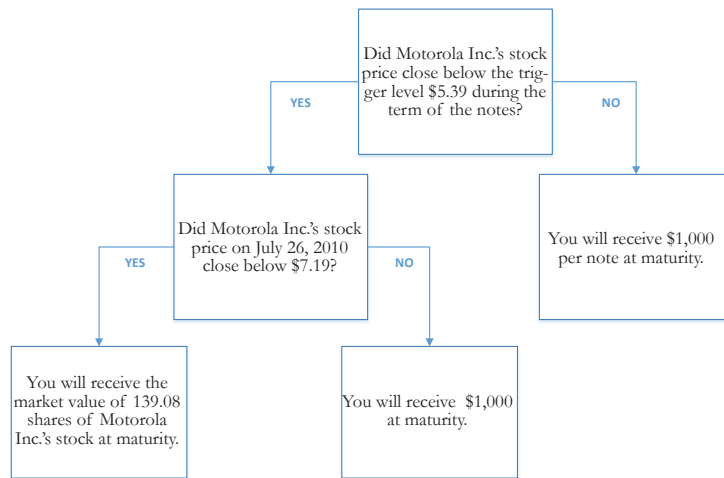 Did Motorola Inc.'s stock
price close below the trig-
ger level $5.39 during the
term of the notes?
YES
NO
Did Motorola Inc.'s stock
price on July 26, 2010
close below $7.19?
You will receive $1,000
per note at maturity.
YES
NO
You will receive the
market value of 139.08
shares of Motorola
Inc.'s stock at maturity.
You will receive $1,000
at maturity.